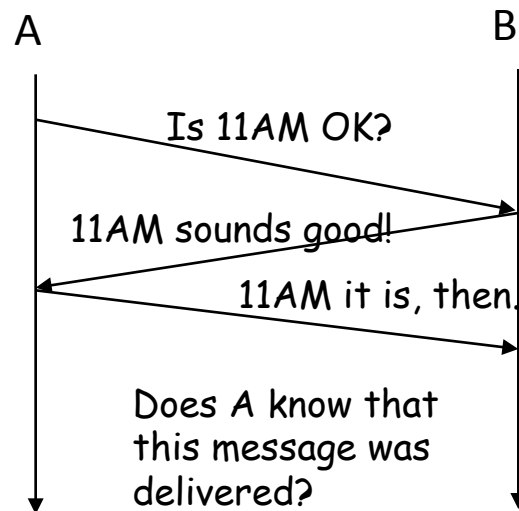 A
B
Is 11AM OK?
11AM sounds good!
11AM it is, then.
Does A know that
this message was
delivered?